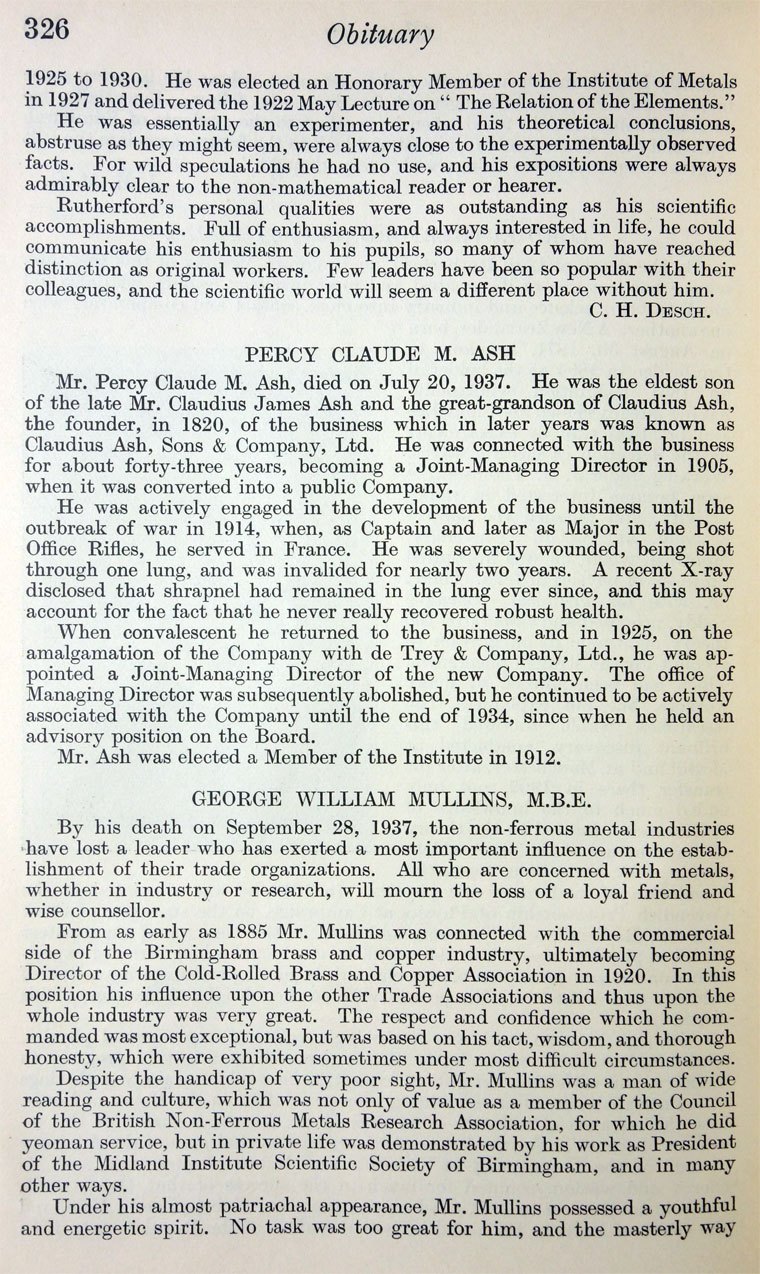 326
Obituary
1925 to 1930. He was elected an Honorary Member of the Institute of Metals
in 1927 and delivered the 1922 May Lecture on “ The Relation of the Elements.”
He was essentially an experimenter, and his theoretical conclusions,
abstruse as they might seem, were always close to the experimentally observed
facts. For wild speculations he had no use, and his expositions were always
admirably clear to the non-mathematical reader or hearer.
Rutherford’s personal qualities were as outstanding as his scientific
accomplishments. Full of enthusiasm, and always interested in life, he could
communicate his enthusiasm to his pupils, so many of whom have reached
distinction as original workers. Few leaders have been so popular with their
colleagues, and the scientific world will seem a different place without him.
C. H. DESCH.
PERCY CLAUDE M. ASH
Mr. Percy Claude M. Ash, died on July 20, 1937. He was the eldest son
of the late Mr. Claudius James Ash and the great-grandson of Claudius Ash,
the founder, in 1820, of the business which in later years was known as
Claudius Ash, Sons & Company, Ltd. He was connected with the business
for about forty-three years, becoming a Joint-Managing Director in 1905,
when it was converted into a public Company.
He was actively engaged in the development of the business until the
outbreak of war in 1914, when, as Captain and later as Major in the Post
Office Rifles, he served in France. He was severely wounded, being shot
through one lung, and was invalided for nearly two years. A recent X-ray
disclosed that shrapnel had remained in the lung ever since, and this may
account for the fact that he never really recovered robust health.
When convalescent he returned to the business, and in 1925, on the
amalgamation of the Company with de Trey & Company, Ltd., he was ap-
pointed a Joint-Managing Director of the new Company. The office of
Managing Director was subsequently abolished, but he continued to be actively
associated with the Company until the end of 1934, since when he held an
advisory position on the Board.
Mr. Ash was elected a Member of the Institute in 1912.
GEORGE WILLIAM MULLINS, M.B.E.
By his death on September 28, 1937, the non-ferrous metal industries
have lost a leader who has exerted a most important influence on the estab-
lishment of their trade organizations. All who are concerned with metals,
whether in industry or research, will mourn the loss of a loyal friend and
wise counsellor.
From as early as 1885 Mr. Mullins was connected with the commercial
side of the Birmingham brass and copper industry, ultimately becoming
Director of the Cold-Rolled Brass and Copper Association in 1920. In this
position his influence upon the other Trade Associations and thus upon the
whole industry was very great. The respect and confidence which he com-
manded was most exceptional, but was based on his tact, wisdom, and thorough
honesty, which were exhibited sometimes under most difficult circumstances.
Despite the handicap of very poor sight, Mr. Mullins was a man of wide
reading and culture, which was not only of value as a member of the Council
of the British Non-Ferrous Metals Research Association, for which he did
yeoman service, but in private life was demonstrated by his work as President
of the Midland Institute Scientific Society of Birmingham, and in many
other ways.
Under his almost patriachal appearance, Mr. Mullins possessed a youthful
and energetic spirit. No task was too great for him, and the masterly way